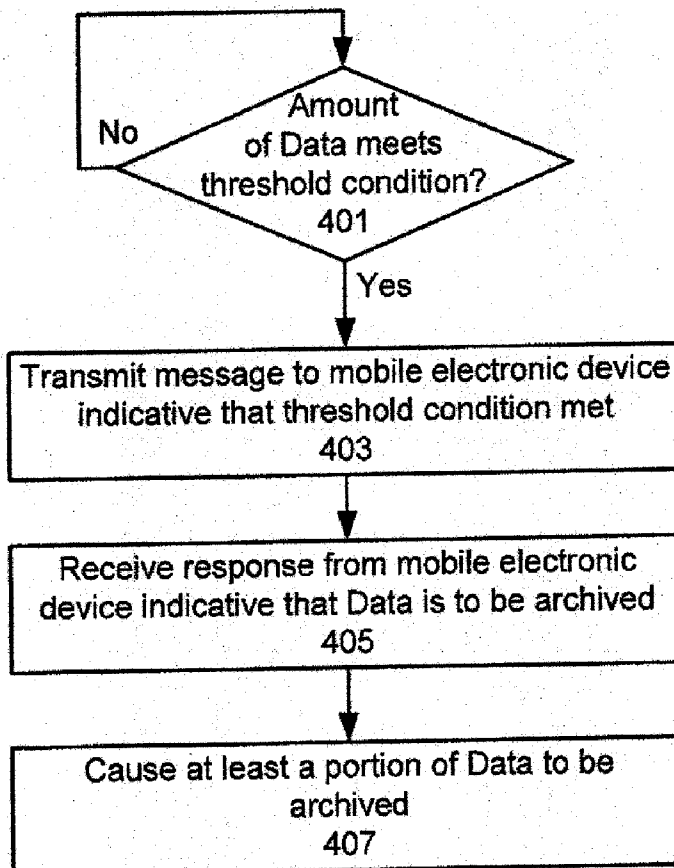 Amount
of Data meets
threshold condition?
401
No
Yes
Transmit message to mobile electronic device
indicative that threshold condition met
403
Receive response from mobile electronic
device indicative that Data is to be archived
405
Cause at least a portion of Data to be
archived
407